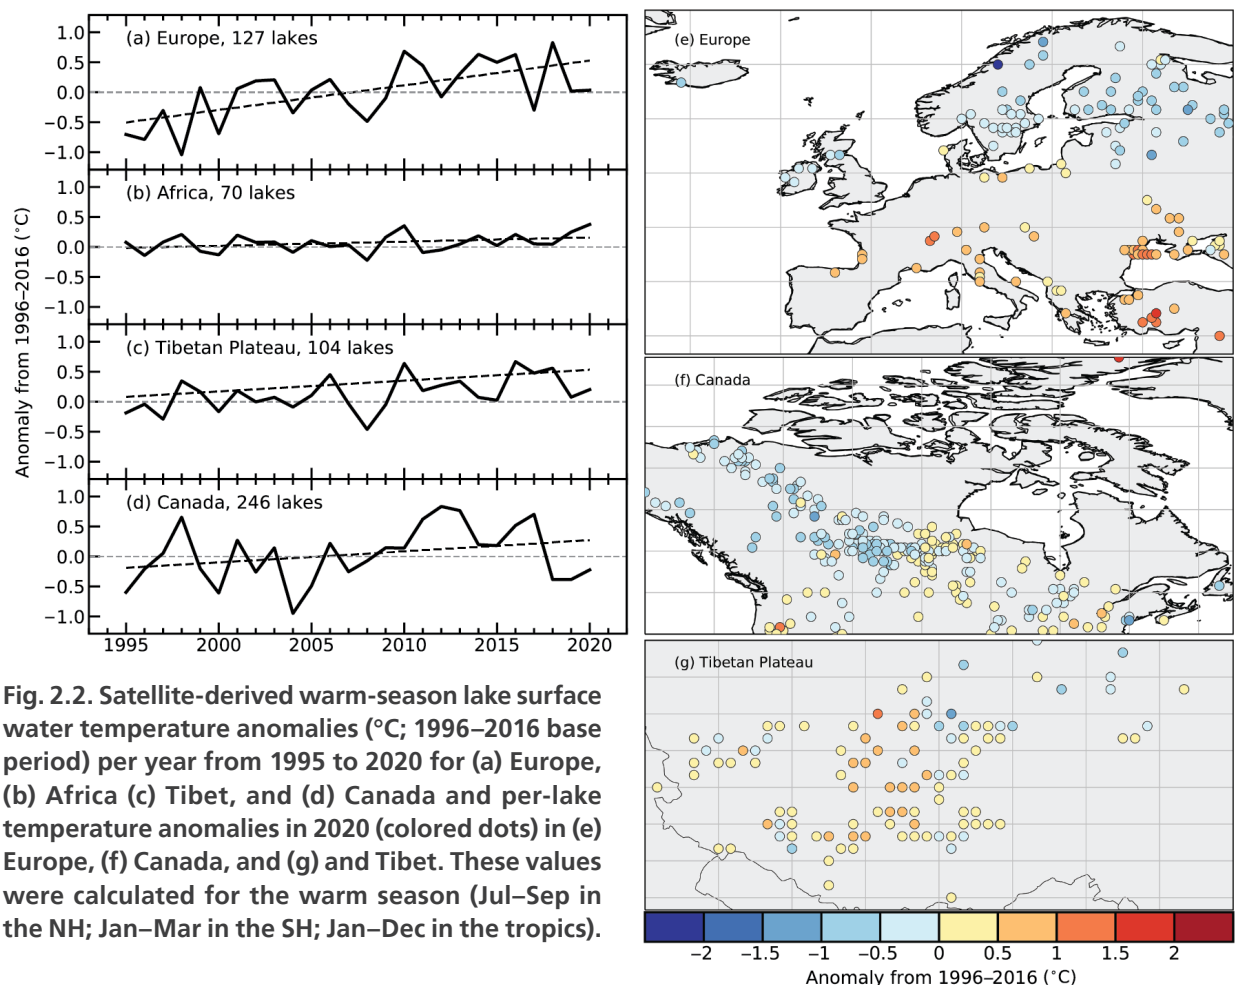 Anomaly from 1996–2016 (°C)
(a) Europe, 127 lakes
1.0
0.5
0.0
−0.5
−1.0
(b) Africa, 70 lakes
1.0
0.5
0.0
−0.5
−1.0
(c) Tibetan Plateau, 104 lakes
1.0
0.5
0.0
−0.5
−1.0
(d) Canada, 246 lakes
1.0
0.5
0.0
−0.5
−1.0
1995 2000 2005 2010 2015 2020
(e) Europe
(f) Canada
(g) Tibetan Plateau
−2 −1.5 −1 −0.5 0 0.5 1 1.5 2
Anomaly from 1996–2016 (°C)
Fig. 2.2. Satellite-derived warm-season lake surface
water temperature anomalies (°C; 1996–2016 base
period) per year from 1995 to 2020 for (a) Europe,
(b) Africa (c) Tibet, and (d) Canada and per-lake
temperature anomalies in 2020 (colored dots) in (e)
Europe, (f) Canada, and (g) and Tibet. These values
were calculated for the warm season (Jul–Sep in
the NH; Jan–Mar in the SH; Jan–Dec in the tropics).